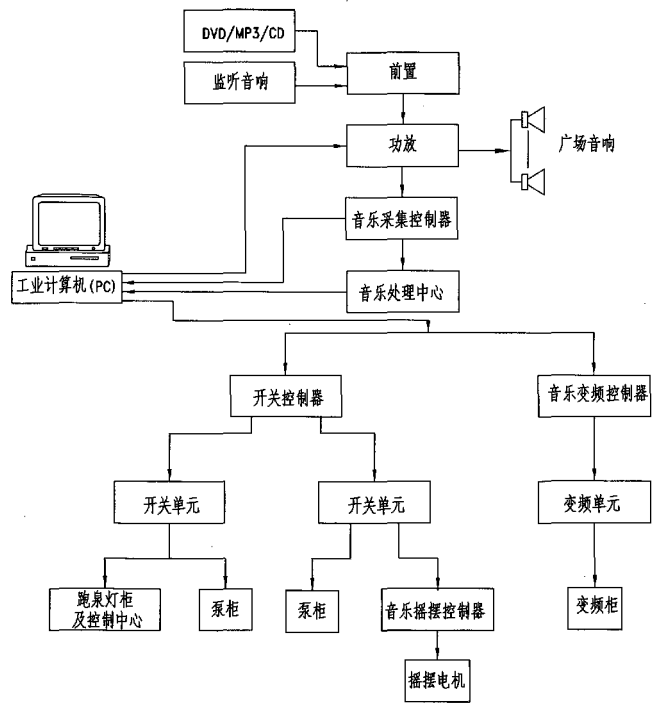 DVD/MP3/CD
监听音响
前置
功放
广场音响
音乐采集控制器
工业计算机(PC)
音乐处理中心
开关控制器
音乐变频控制器
开关单元
开关单元
变频单元
跑泉灯柜
及控制中心
泵柜
泵柜
音乐摇摆控制器
变频柜
摇摆电机